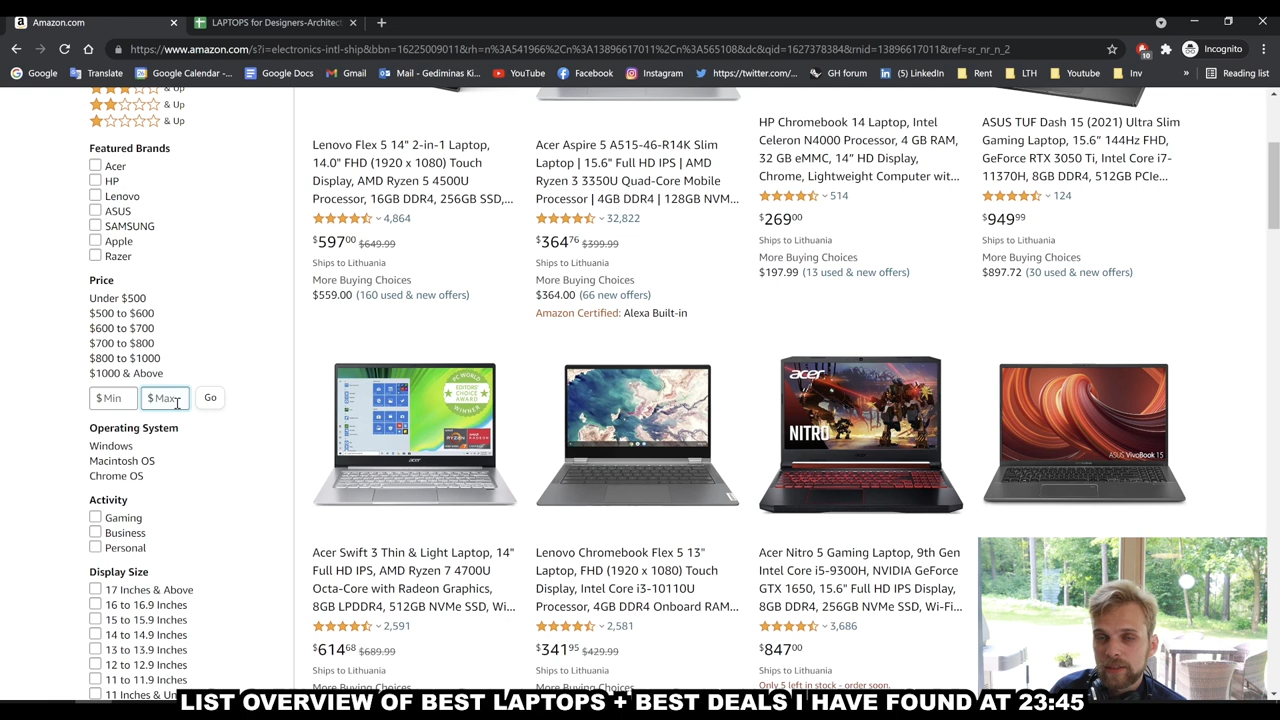 Amazon.com
LAPTOPS for Designers-Architect
https://www.amazon.com/s?i=electronics-intl-ship&bbn=16225009011&rh=n%3A541966%2Cn%3A13896617011%2Cn%3A565108&dc&qid=1627378384&rnid=13896617011&ref=sr_nr_n_2
10
Incognito
Google
Translate
Google Calendar -...
Google Docs
Gmail
Mail - Gediminas Ki...
YouTube
Facebook
Instagram
https://twitter.com/...
GH forum
(5) LinkedIn
Rent
LTH
Youtube
Inv
»
Reading list
& Up
& Up
& Up
Featured Brands
Acer
HP
Lenovo
ASUS
SAMSUNG
Apple
Razer
Price
Under $500
$500 to $600
$600 to $700
$700 to $800
$800 to $1000
$1000 & Above
$ Min
$ Max
Go
Operating System
Windows
Macintosh OS
Chrome OS
Activity
Gaming
Business
Personal
Display Size
17 Inches & Above
16 to 16.9 Inches
15 to 15.9 Inches
14 to 14.9 Inches
13 to 13.9 Inches
12 to 12.9 Inches
11 to 11.9 Inches
11 Inches & Un
Lenovo Flex 5 14" 2-in-1 Laptop,
14.0" FHD (1920 x 1080) Touch
Display, AMD Ryzen 5 4500U
Processor, 16GB DDR4, 256GB SSD,...
4,864
$59700 $649.99
Ships to Lithuania
More Buying Choices
$559.00 (160 used & new offers)
Acer Aspire 5 A515-46-R14K Slim
Laptop | 15.6" Full HD IPS | AMD
Ryzen 3 3350U Quad-Core Mobile
Processor | 4GB DDR4 | 128GB NVM...
32,822
$36476 $399.99
Ships to Lithuania
More Buying Choices
$364.00 (66 new offers)
Amazon Certified: Alexa Built-in
HP Chromebook 14 Laptop, Intel
Celeron N4000 Processor, 4 GB RAM,
32 GB eMMC, 14” HD Display,
Chrome, Lightweight Computer wit...
514
$26900
Ships to Lithuania
More Buying Choices
$197.99 (13 used & new offers)
ASUS TUF Dash 15 (2021) Ultra Slim
Gaming Laptop, 15.6” 144Hz FHD,
GeForce RTX 3050 Ti, Intel Core i7-
11370H, 8GB DDR4, 512GB PCIe...
124
$94999
Ships to Lithuania
More Buying Choices
$897.72 (30 used & new offers)
PC WORLD
EDITORS' CHOICE
AWARD
WINNER
RYZEN
RADEON
acer
NITRO
ASUS VivoBook 15
Acer Swift 3 Thin & Light Laptop, 14"
Full HD IPS, AMD Ryzen 7 4700U
Octa-Core with Radeon Graphics,
8GB LPDDR4, 512GB NVMe SSD, Wi...
2,591
$61468 $689.99
Ships to Lithuania
More Buying Choices
Lenovo Chromebook Flex 5 13"
Laptop, FHD (1920 x 1080) Touch
Display, Intel Core i3-10110U
Processor, 4GB DDR4 Onboard RAM...
2,581
$34195 $429.99
Ships to Lithuania
More Buying Choices
Acer Nitro 5 Gaming Laptop, 9th Gen
Intel Core i5-9300H, NVIDIA GeForce
GTX 1650, 15.6" Full HD IPS Display,
8GB DDR4, 256GB NVMe SSD, Wi-Fi...
3,686
$84700
Ships to Lithuania
Only 5 left in stock - order soon.
LIST OVERVIEW OF BEST LAPTOPS + BEST DEALS I HAVE FOUND AT 23:45